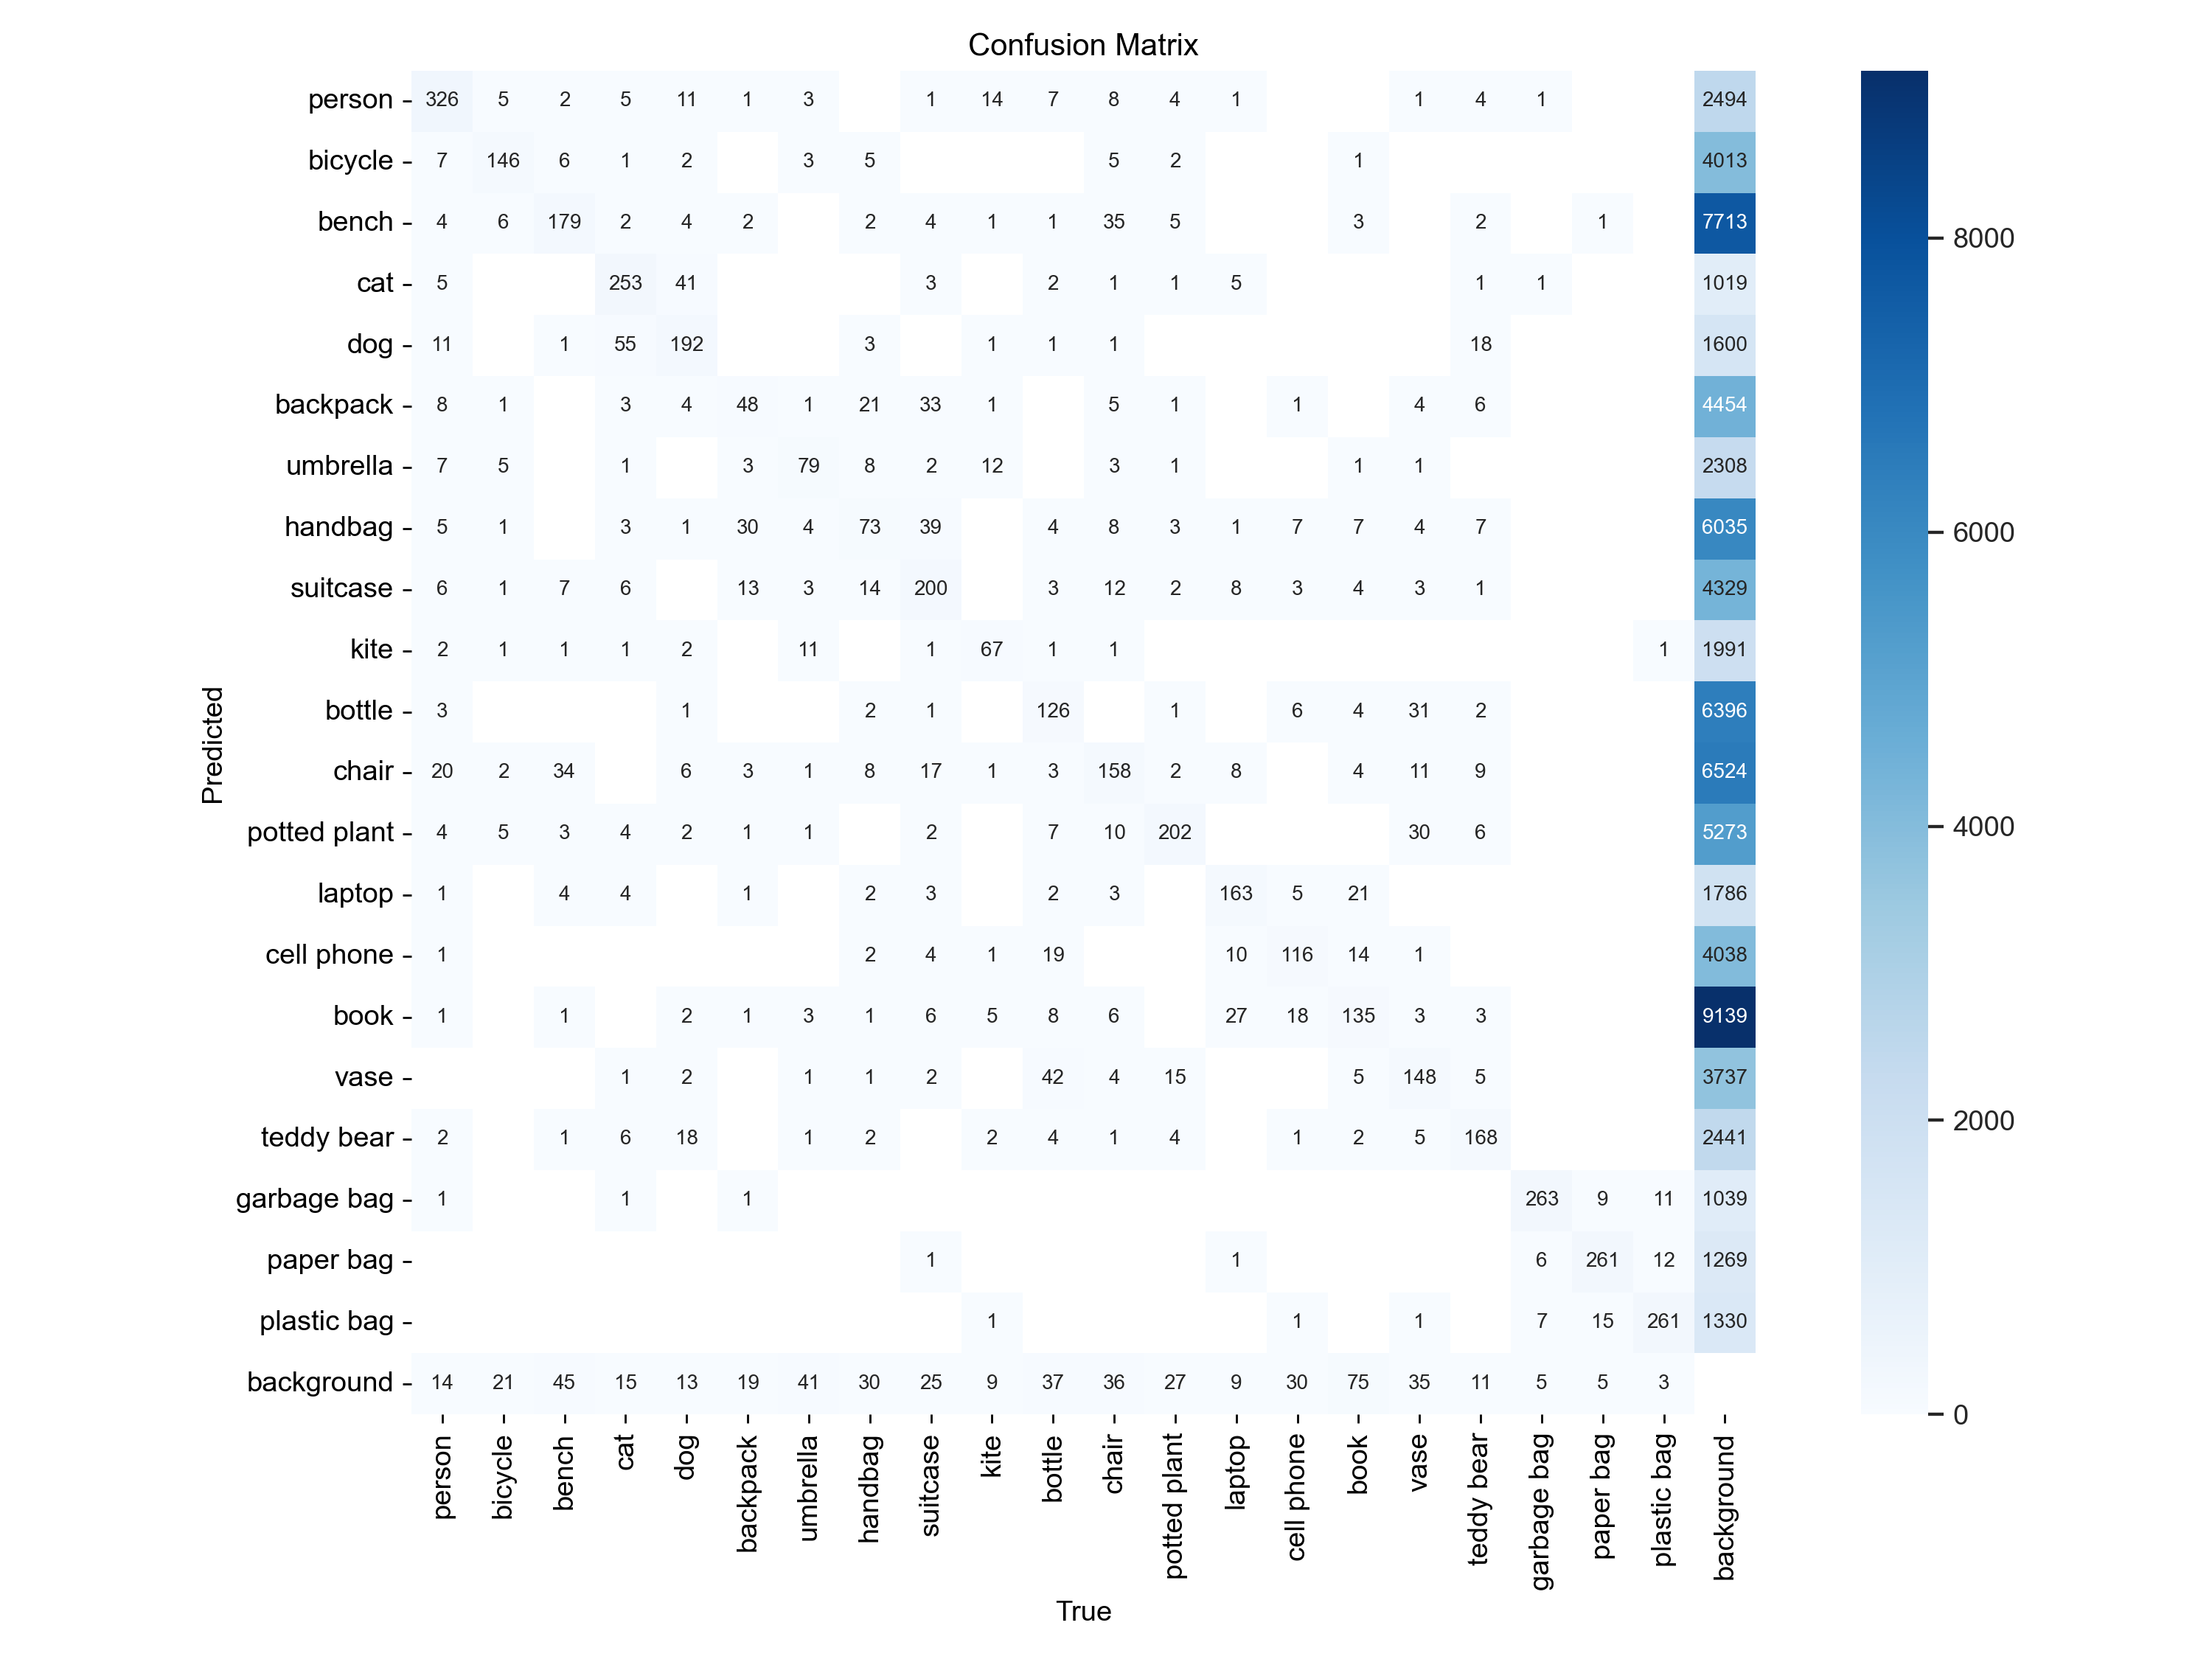 Confusion Matrix
person 326 5 2 5 11 1 3 1 14 7 8 4 1 1 4 1 2494
bicycle 7 146 6 1 2 3 5 5 2 1 4013
bench 4 6 179 2 4 2 2 4 1 1 35 5 3 2 1 7713
cat 5 253 41 3 2 1 1 5 1 1 1019
dog 11 1 55 192 3 1 1 1 18 1600
backpack 8 1 3 4 48 1 21 33 1 5 1 1 4 6 4454
umbrella 7 5 1 3 79 8 2 12 3 1 1 1 2308
handbag 5 1 3 1 30 4 73 39 4 8 3 1 7 7 4 7 6035
suitcase 6 1 7 6 13 3 14 200 3 12 2 8 3 4 3 1 4329
kite 2 1 1 1 2 11 1 67 1 1 1 1991
bottle 3 1 2 1 126 1 6 4 31 2 6396
chair 20 2 34 6 3 1 8 17 1 3 158 2 8 4 11 9 6524
potted plant 4 5 3 4 2 1 1 2 7 10 202 30 6 5273
laptop 1 4 4 1 2 3 2 3 163 5 21 1786
cell phone 1 2 4 1 19 10 116 14 1 4038
book 1 1 2 1 3 1 6 5 8 6 27 18 135 3 3 9139
vase 1 2 1 1 2 42 4 15 5 148 5 3737
teddy bear 2 1 6 18 1 2 2 4 1 4 1 2 5 168 2441
garbage bag 1 1 1 263 9 11 1039
paper bag 1 1 6 261 12 1269
plastic bag 1 1 1 7 15 261 1330
background 14 21 45 15 13 19 41 30 25 9 37 36 27 9 30 75 35 11 5 5 3
person bicycle bench cat dog backpack umbrella handbag suitcase kite bottle chair potted plant laptop cell phone book vase teddy bear garbage bag paper bag plastic bag background
True
Predicted
8000
6000
4000
2000
0